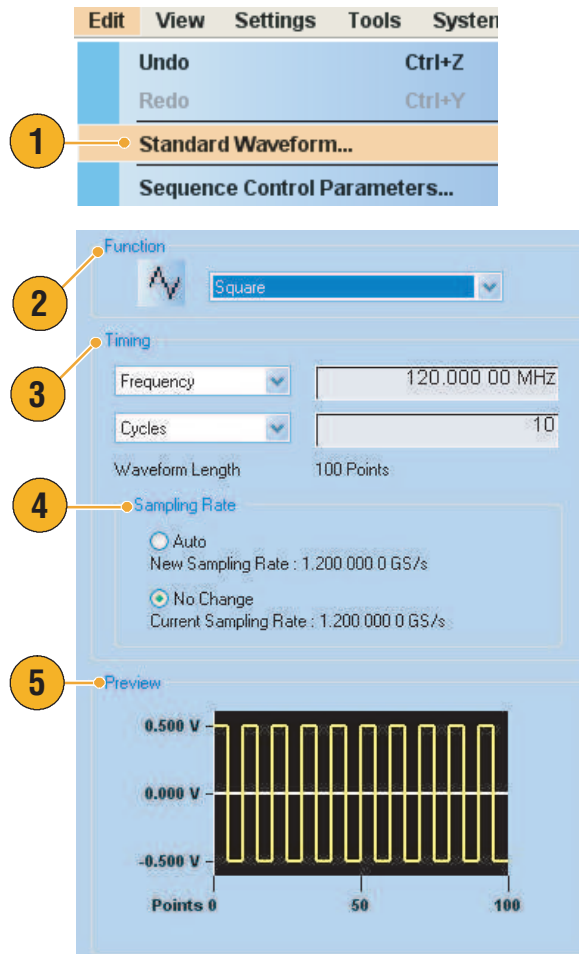 Edit View Settings Tools System
Undo Ctrl+Z
Redo Ctrl+Y
1
Standard Waveform...
Sequence Control Parameters...
Function
2
Square
Timing
3
Frequency 120.000 00 MHz
Cycles 10
Waveform Length 100 Points
4
Sampling Rate
Auto
New Sampling Rate : 1.200 000 0 GS/s
No Change
Current Sampling Rate : 1.200 000 0 GS/s
5
Preview
0.500 V
0.000 V
-0.500 V
Points 0 50 100